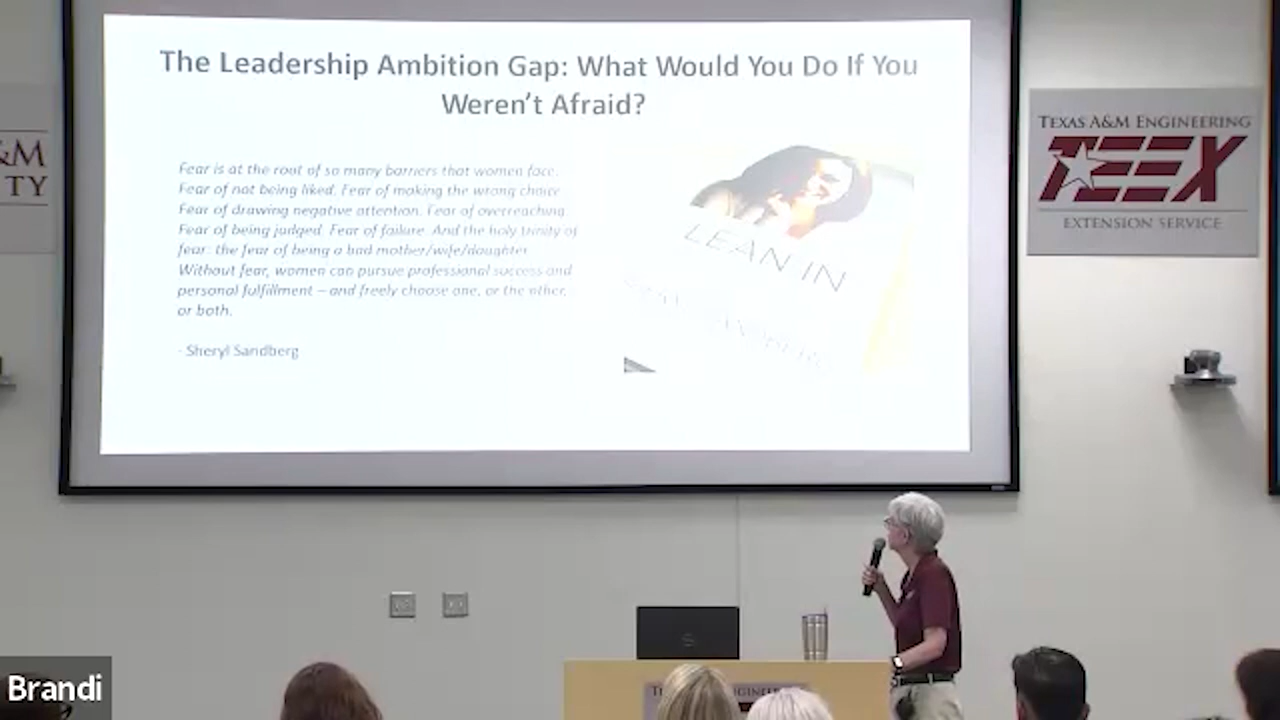 The Leadership Ambition Gap: What Would You Do If You
Weren't Afraid?
Fear is at the root of so many barriers that women face.
Fear of not being liked. Fear of making the wrong choice.
Fear of drawing negative attention. Fear of overreaching.
Fear of being judged. Fear of failure. And the holy trinity of
fear: the fear of being a bad mother/wife/daughter.
Without fear, women can pursue professional success and
personal fulfillment – and freely choose one, or the other,
or both.
- Sheryl Sandberg
LEAN IN
&M
TY
TEXAS A&M ENGINEERING
TEEX
EXTENSION SERVICE
Brandi